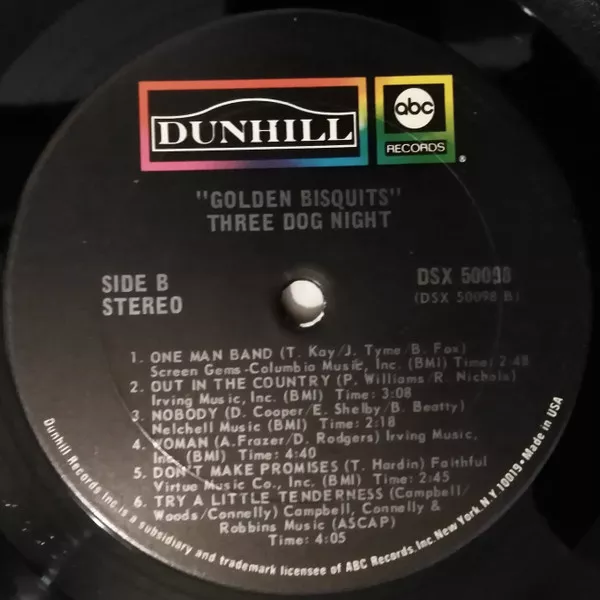 DUNHILL
abc
RECORDS
®
"GOLDEN BISQUITS"
THREE DOG NIGHT
SIDE B
STEREO
DSX 50098
(DSX 50098 B)
1. ONE MAN BAND (T. Kay/J. Tyme/B. Fox)
Screen Gems-Columbia Music, Inc. (BMI) Time: 2:48
2. OUT IN THE COUNTRY (P. Williams/R. Nichols)
Irving Music, Inc. (BMI) Time: 3:08
3. NOBODY (D. Cooper/E. Shelby/B. Beatty)
Nelchell Music, Inc. (BMI) Time: 2:18
4. WOMAN (A. Frazer/D. Rodgers) Irving Music,
Inc. (BMI) Time: 4:40
5. DON'T MAKE PROMISES (T. Hardin) Faithful
Virtue Music Co., Inc. (BMI) Time: 2:45
6. TRY A LITTLE TENDERNESS (Campbell/
Woods/Connelly) Campbell, Connelly &
Robbins Music (ASCAP)
Time: 4:05
Dunhill Records Inc. is a subsidiary and trademark licensee of ABC Records, Inc. New York, N.Y. 10019 • Made in USA